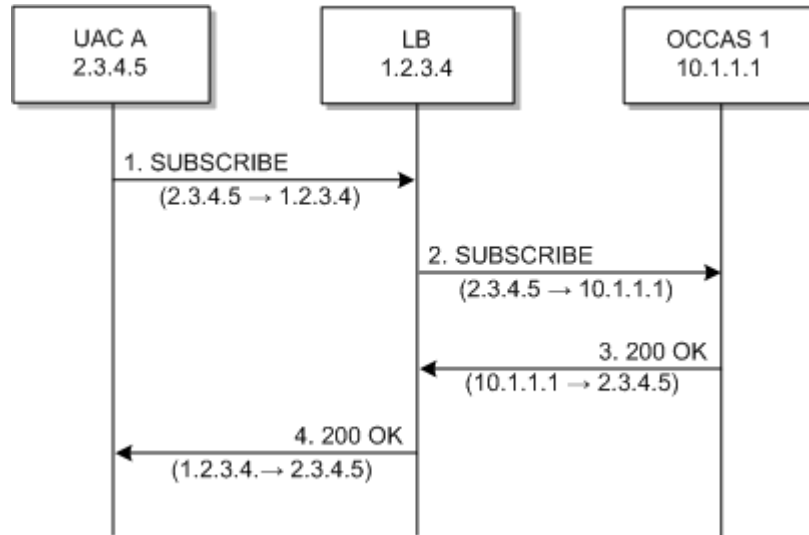 UAC A
2.3.4.5
LB
1.2.3.4
OCCAS 1
10.1.1.1
1. SUBSCRIBE
(2.3.4.5 → 1.2.3.4)
2. SUBSCRIBE
(2.3.4.5 → 10.1.1.1)
3. 200 OK
(10.1.1.1 → 2.3.4.5)
4. 200 OK
(1.2.3.4.→ 2.3.4.5)